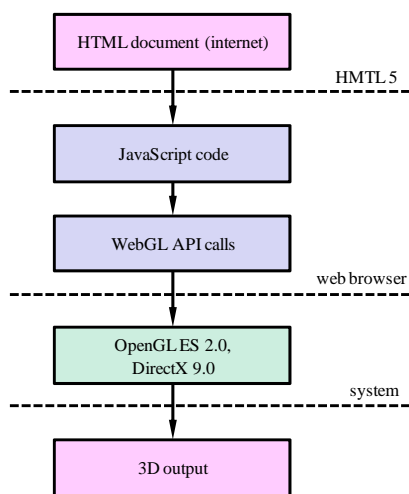 HTML document (internet)
HMTL 5
JavaScript code
WebGL API calls
web browser
OpenGL ES 2.0,
DirectX 9.0
system
3D output